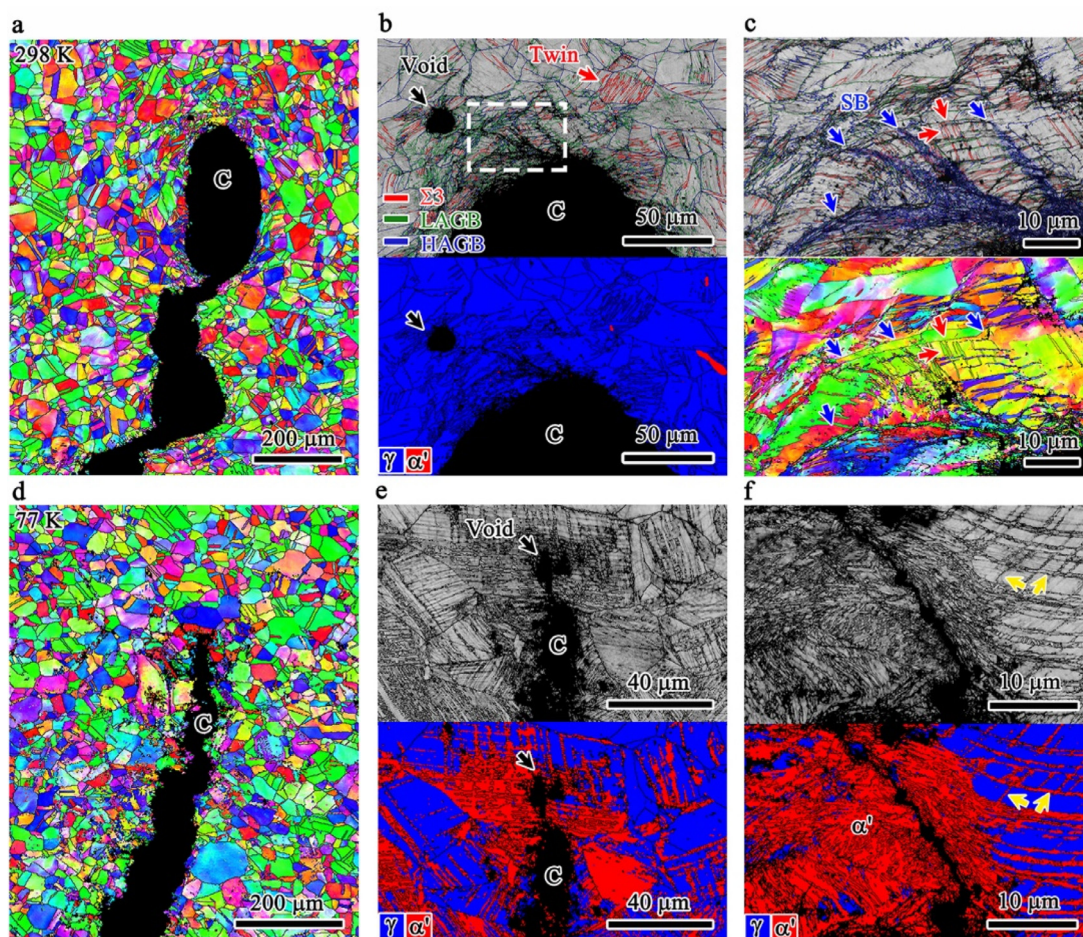 a
298 K
C
200 µm
b
Void
Twin
Σ3
LAGB
HAGB
C
50 µm
C
γ α'
50 µm
c
SB
10 µm
10 µm
d
77 K
C
200 µm
e
Void
C
40 µm
C
γ α'
40 µm
f
10 µm
α'
γ α'
10 µm